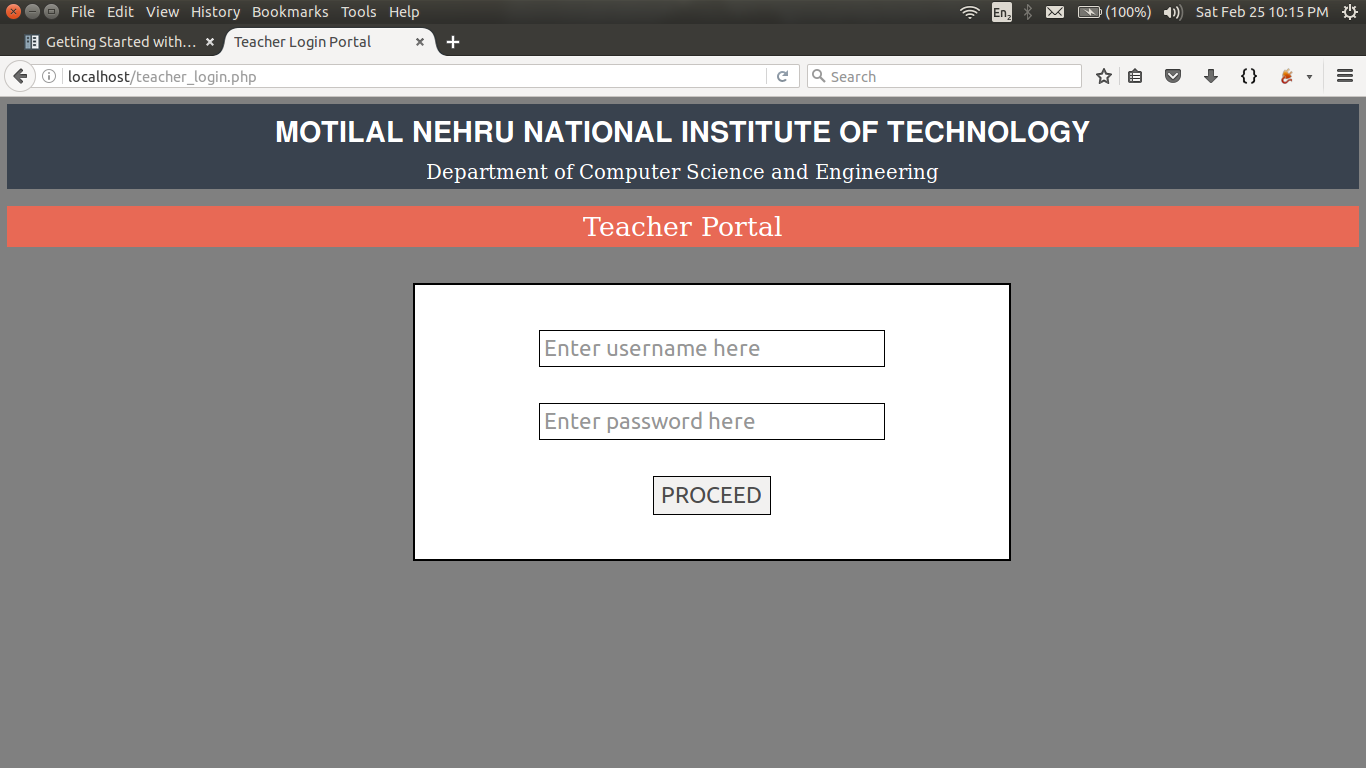 File Edit View History Bookmarks Tools Help
En2 (100%) Sat Feb 25 10:15 PM
Getting Started with... Teacher Login Portal
localhost/teacher_login.php
Search
MOTILAL NEHRU NATIONAL INSTITUTE OF TECHNOLOGY
Department of Computer Science and Engineering
Teacher Portal
Enter username here
Enter password here
PROCEED